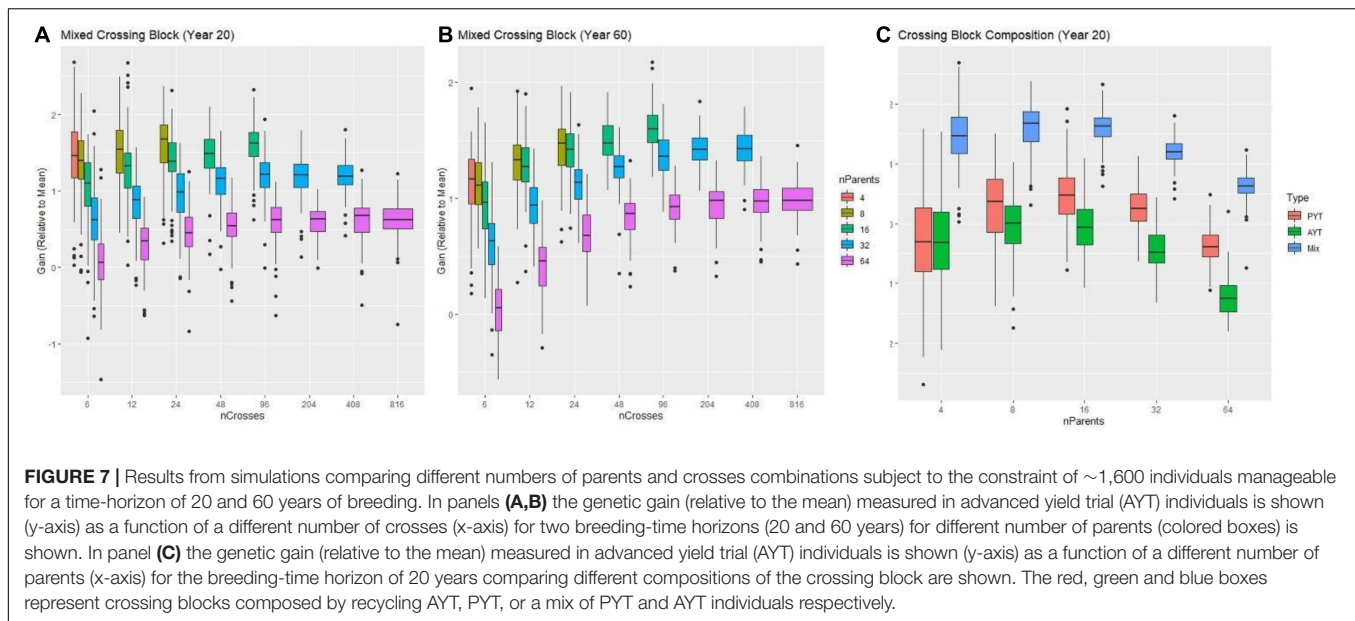 A
Mixed Crossing Block (Year 20)
Gain (Relative to Mean)
2
1
0
-1
6 12 24 48 96 204 408 816
nCrosses
B
Mixed Crossing Block (Year 60)
Gain (Relative to Mean)
2
1
0
6 12 24 48 96 204 408 816
nCrosses
nParents
4
8
16
32
64
C
Crossing Block Composition (Year 20)
2
1
0
1
2
4 8 16 32 64
nParents
Type
PYT
AYT
Mix
FIGURE 7 | Results from simulations comparing different numbers of parents and crosses combinations subject to the constraint of ~1,600 individuals manageable
for a time-horizon of 20 and 60 years of breeding. In panels (A,B) the genetic gain (relative to the mean) measured in advanced yield trial (AYT) individuals is shown
(y-axis) as a function of a different number of crosses (x-axis) for two breeding-time horizons (20 and 60 years) for different number of parents (colored boxes) is
shown. In panel (C) the genetic gain (relative to the mean) measured in advanced yield trial (AYT) individuals is shown (y-axis) as a function of a different number of
parents (x-axis) for the breeding-time horizon of 20 years comparing different compositions of the crossing block are shown. The red, green and blue boxes
represent crossing blocks composed by recycling AYT, PYT, or a mix of PYT and AYT individuals respectively.